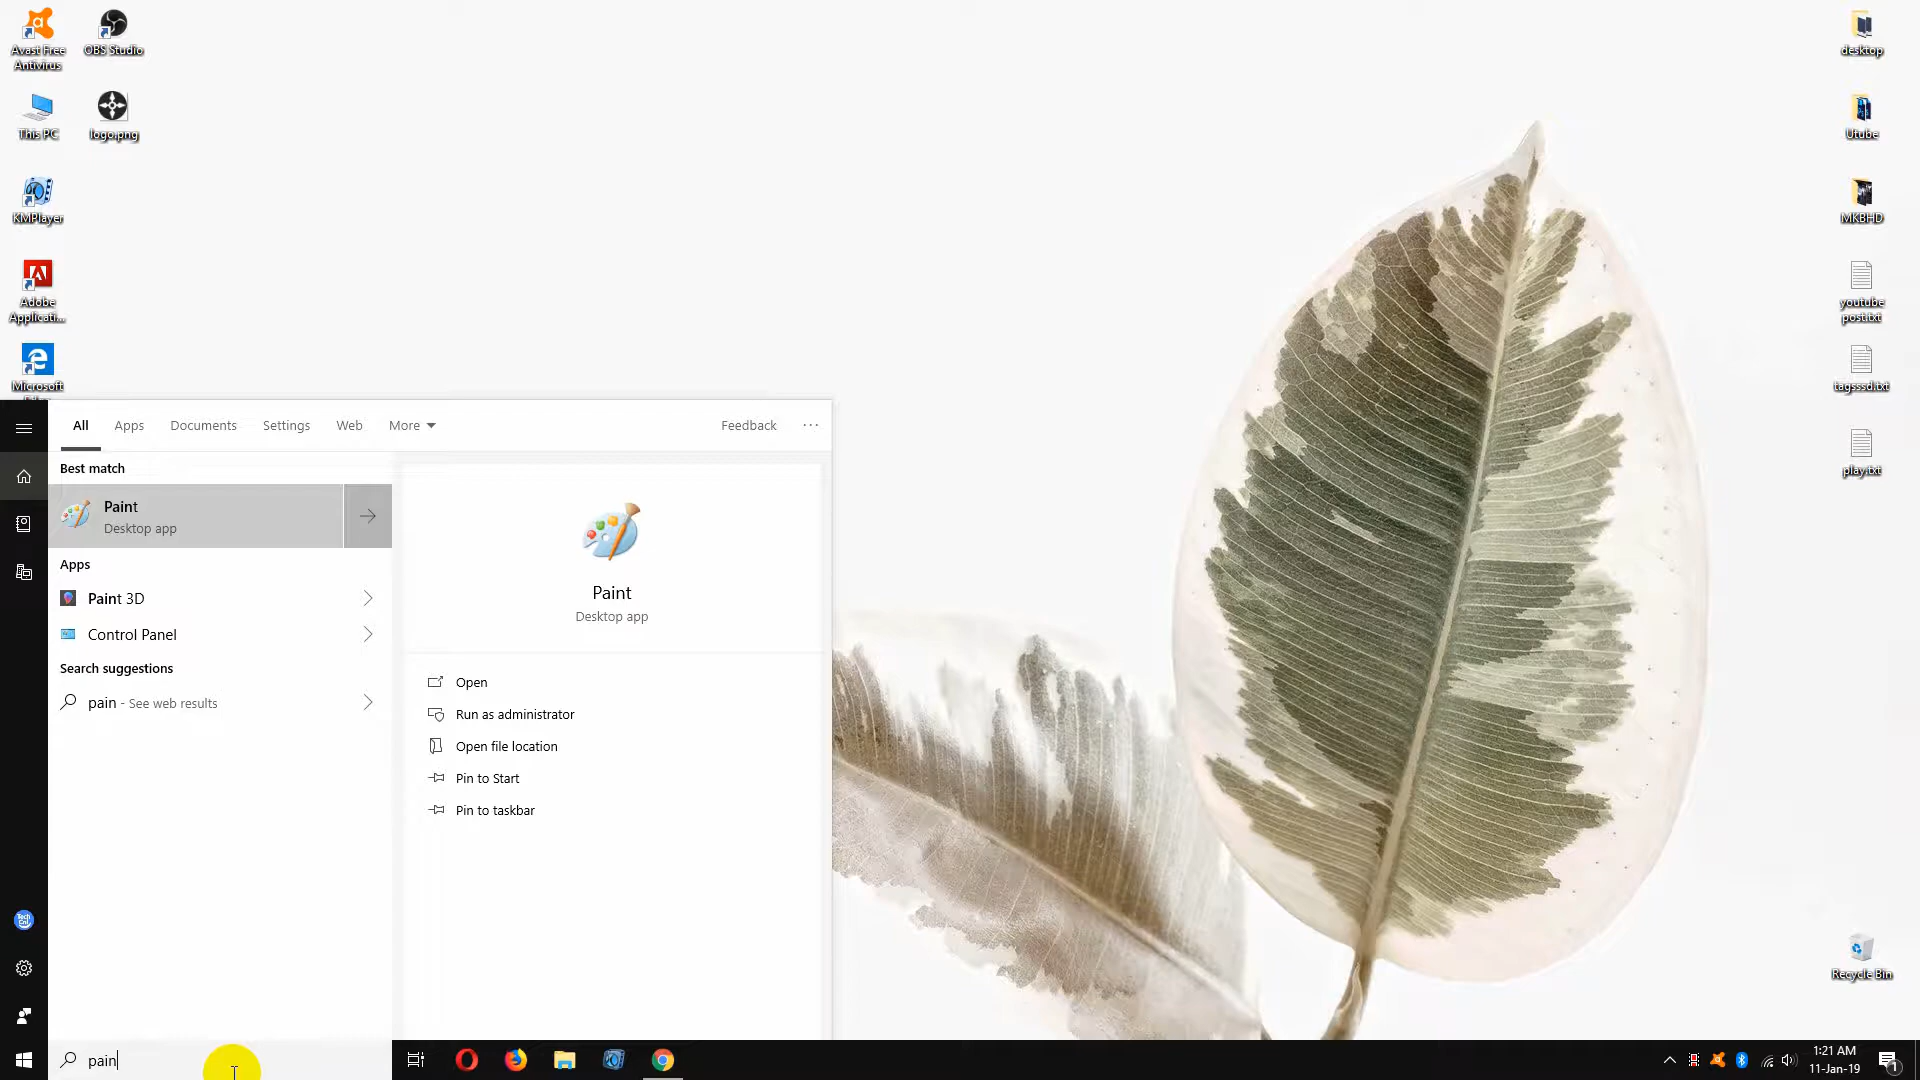 Avast Free
Antivirus
OBS Studio
This PC
logo.png
KMPlayer
Adobe
Applicati...
Microsoft
desktop
Utube
MKBHD
youtube
post.txt
tagsssd.txt
play.txt
Recycle Bin
All
Apps
Documents
Settings
Web
More
Feedback
Best match
Paint
Desktop app
Apps
Paint 3D
Control Panel
Search suggestions
pain - See web results
Paint
Desktop app
Open
Run as administrator
Open file location
Pin to Start
Pin to taskbar
pain
1:21 AM
11-Jan-19
1